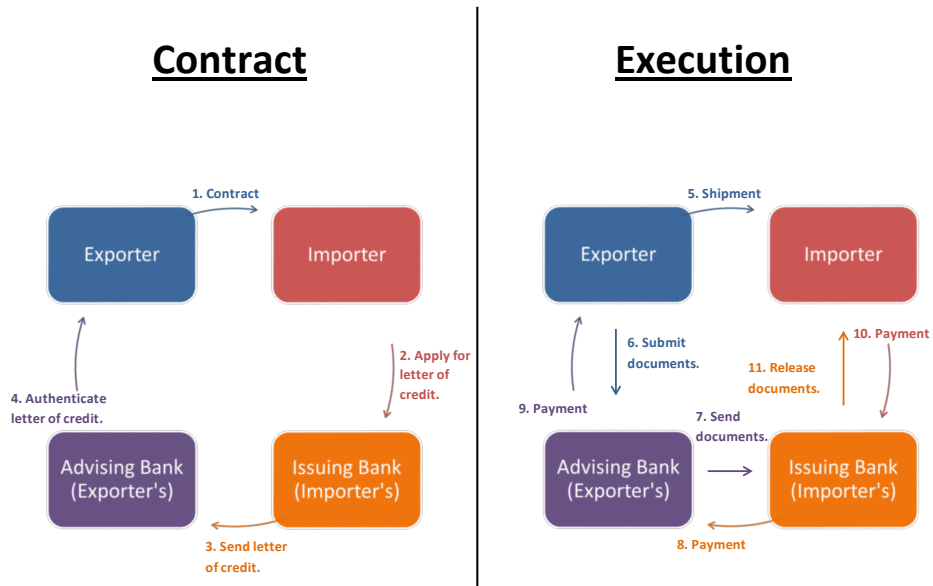 Contract
1. Contract
Exporter
Importer
2. Apply for
letter of
credit.
4. Authenticate
letter of credit.
Advising Bank
(Exporter's)
Issuing Bank
(Importer's)
3. Send letter
of credit.
Execution
5. Shipment
Exporter
Importer
6. Submit
documents.
10. Payment
11. Release
documents.
9. Payment
7. Send
documents.
Advising Bank
(Exporter's)
Issuing Bank
(Importer's)
8. Payment